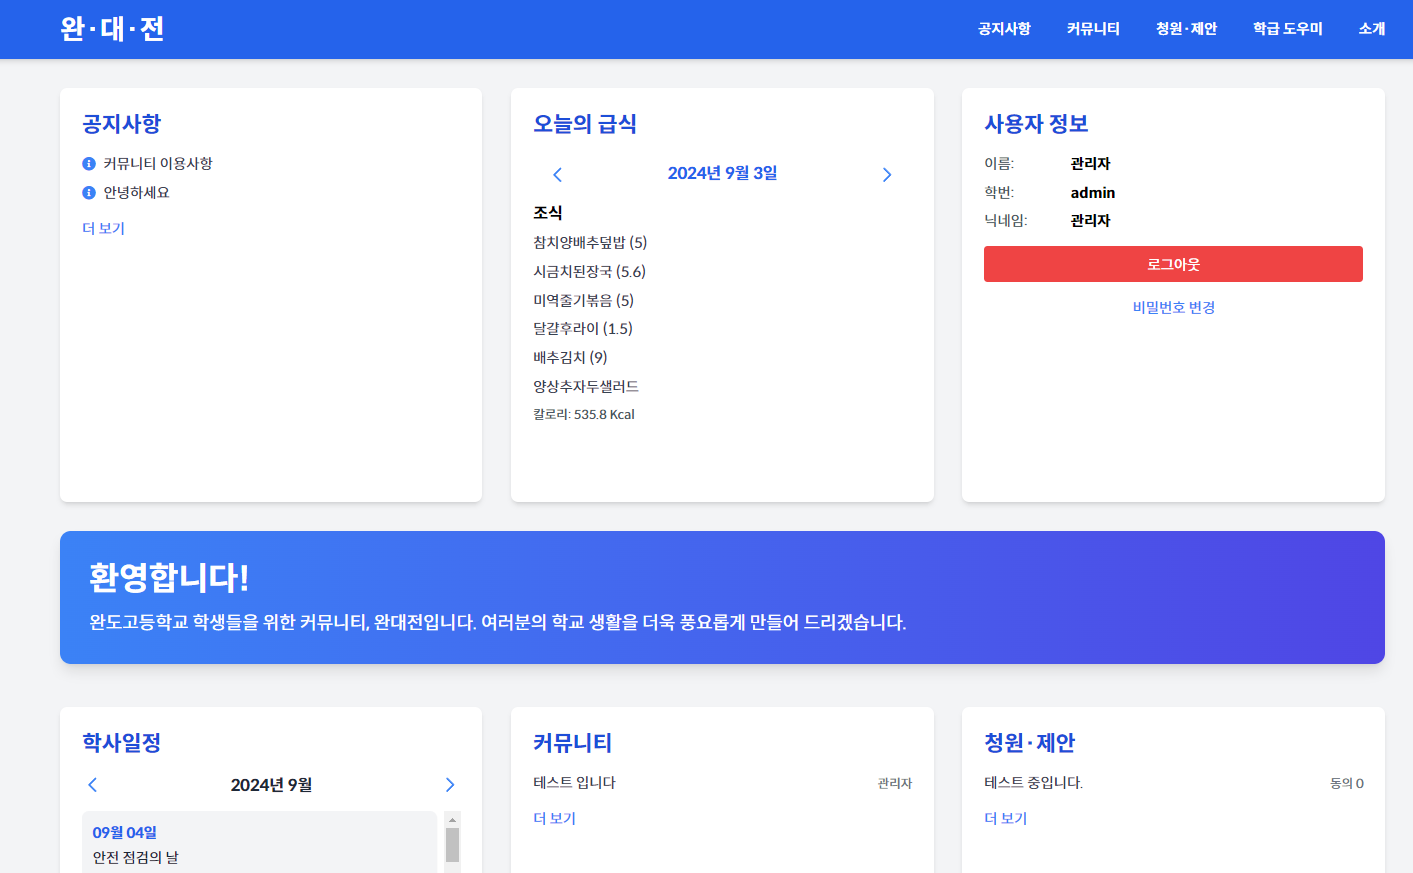 완·대·전
공지사항 커뮤니티 청원·제안 학급 도우미 소개
공지사항
커뮤니티 이용사항
안녕하세요
더 보기
오늘의 급식
2024년 9월 3일
조식
참치양배추덮밥 (5)
시금치된장국 (5.6)
미역줄기볶음 (5)
달걀후라이 (1.5)
배추김치 (9)
양상추자두샐러드
칼로리: 535.8 Kcal
사용자 정보
이름: 관리자
학번: admin
닉네임: 관리자
로그아웃
비밀번호 변경
환영합니다!
완도고등학교 학생들을 위한 커뮤니티, 완대전입니다. 여러분의 학교 생활을 더욱 풍요롭게 만들어 드리겠습니다.
학사일정
2024년 9월
09월 04일
안전 점검의 날
커뮤니티
테스트 입니다 관리자
더 보기
청원·제안
테스트 중입니다. 동의 0
더 보기